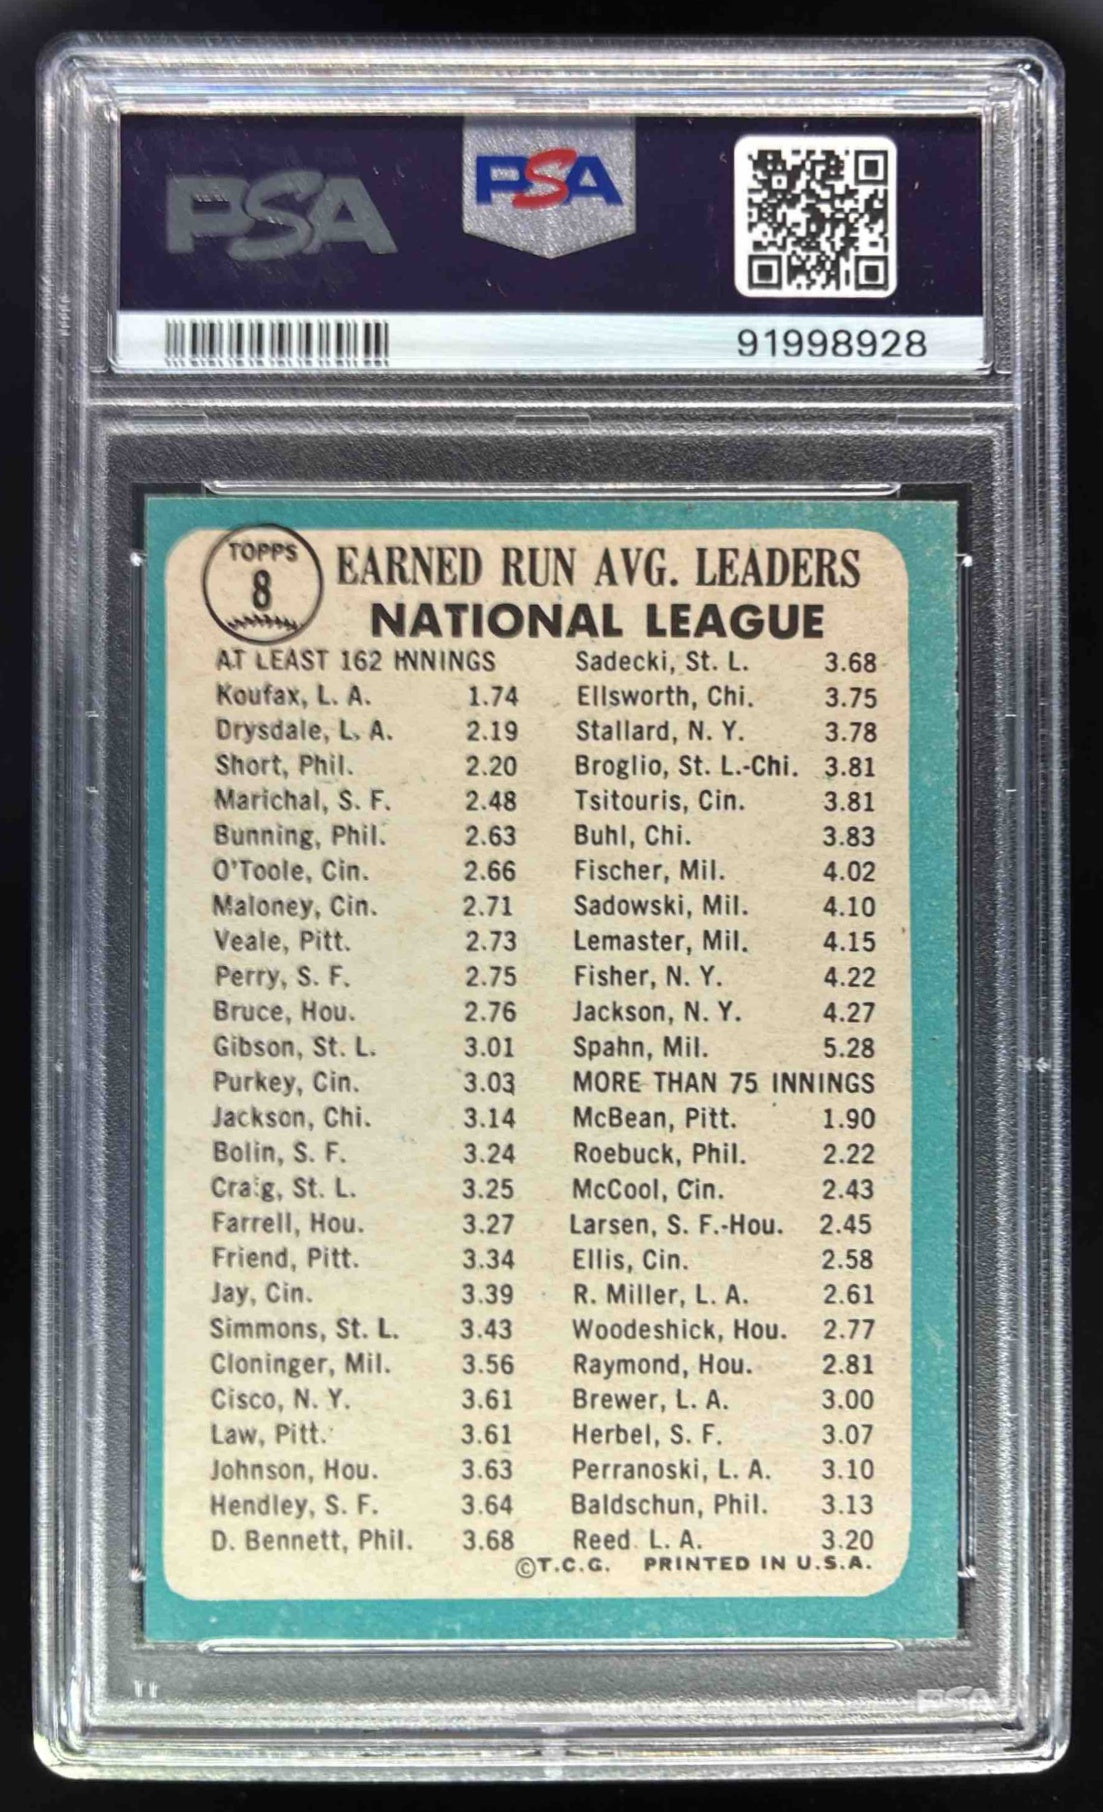 PSA
PSA
91998928
TOPPS
8
EARNED RUN AVG. LEADERS
NATIONAL LEAGUE
AT LEAST 162 INNINGS
Koufax, L. A. 1.74
Drysdale, L. A. 2.19
Short, Phil. 2.20
Marichal, S. F. 2.48
Bunning, Phil. 2.63
O'Toole, Cin. 2.66
Maloney, Cin. 2.71
Veale, Pitt. 2.73
Perry, S. F. 2.75
Bruce, Hou. 2.76
Gibson, St. L. 3.01
Purkey, Cin. 3.03
Jackson, Chi. 3.14
Bolin, S. F. 3.24
Craig, St. L. 3.25
Farrell, Hou. 3.27
Friend, Pitt. 3.34
Jay, Cin. 3.39
Simmons, St. L. 3.43
Cloninger, Mil. 3.56
Cisco, N. Y. 3.61
Law, Pitt. 3.61
Johnson, Hou. 3.63
Hendley, S. F. 3.64
D. Bennett, Phil. 3.68
Sadecki, St. L. 3.68
Ellsworth, Chi. 3.75
Stallard, N. Y. 3.78
Broglio, St. L.-Chi. 3.81
Tsitouris, Cin. 3.81
Buhl, Chi. 3.83
Fischer, Mil. 4.02
Sadowski, Mil. 4.10
Lemaster, Mil. 4.15
Fisher, N. Y. 4.22
Jackson, N. Y. 4.27
Spahn, Mil. 5.28
MORE THAN 75 INNINGS
McBean, Pitt. 1.90
Roebuck, Phil. 2.22
McCool, Cin. 2.43
Larsen, S. F.-Hou. 2.45
Ellis, Cin. 2.58
R. Miller, L. A. 2.61
Woodeshick, Hou. 2.77
Raymond, Hou. 2.81
Brewer, L. A. 3.00
Herbel, S. F. 3.07
Perranoski, L. A. 3.10
Baldschun, Phil. 3.13
Reed L. A. 3.20
©T.C.G. PRINTED IN U.S.A.
PSA